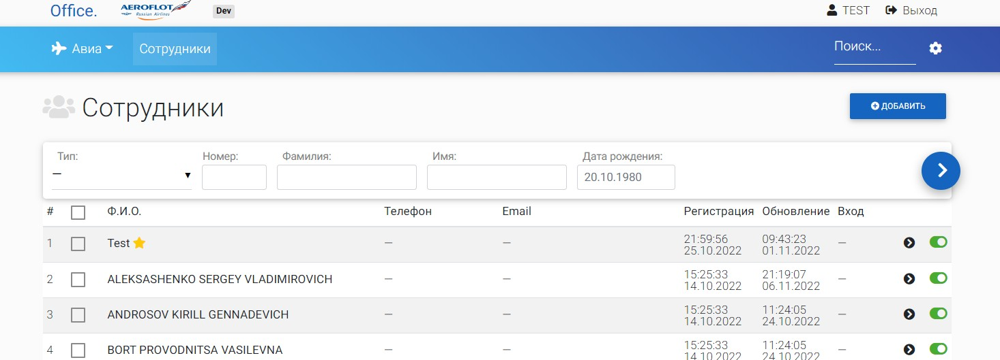 Office. AEROFLOT Russian Airlines Dev TEST Выход
Авиа Сотрудники Поиск...
Сотрудники ДОБАВИТЬ
Тип: Номер: Фамилия: Имя: Дата рождения:
— 20.10.1980
# Ф.И.О. Телефон Email Регистрация Обновление Вход
1 Test — — 21:59:56 09:43:23 —
25.10.2022 01.11.2022
2 ALEKSASHENKO SERGEY VLADIMIROVICH — — 15:25:33 21:19:07 —
14.10.2022 06.11.2022
3 ANDROSOV KIRILL GENNADEVICH — — 15:25:33 11:24:05 —
14.10.2022 24.10.2022
4 BORT PROVODNITSA VASILEVNA — — 15:25:33 11:24:05 —
14.10.2022 24.10.2022